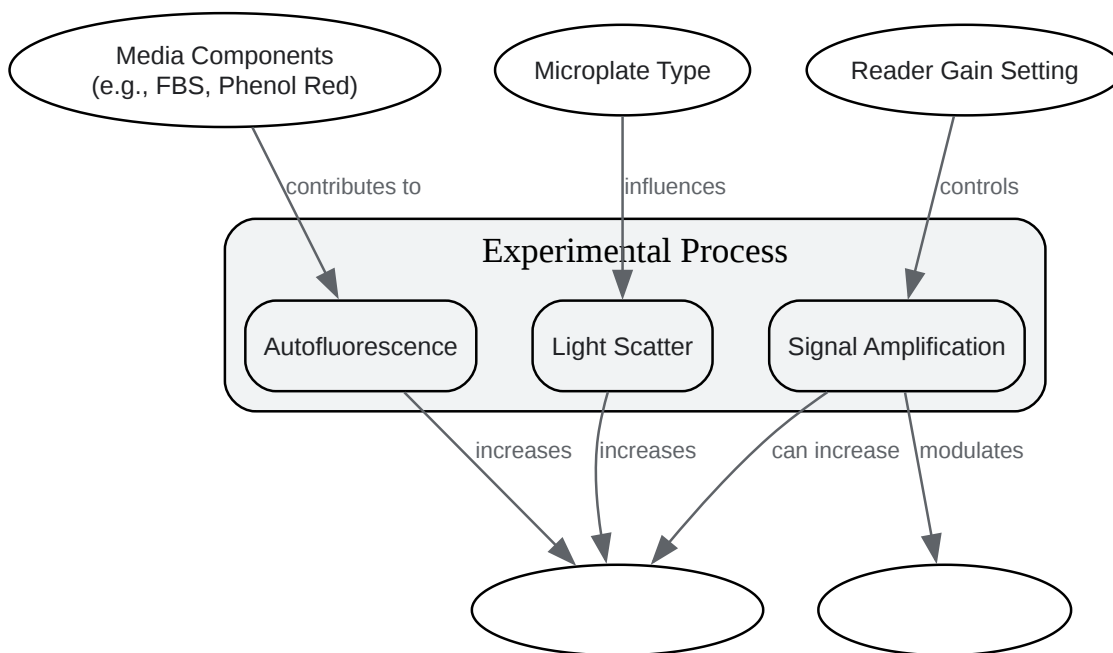 Media Components
(e.g., FBS, Phenol Red)
Microplate Type
Reader Gain Setting
contributes to
influences
controls
Experimental Process
Autofluorescence
Light Scatter
Signal Amplification
increases
increases
can increase
modulates